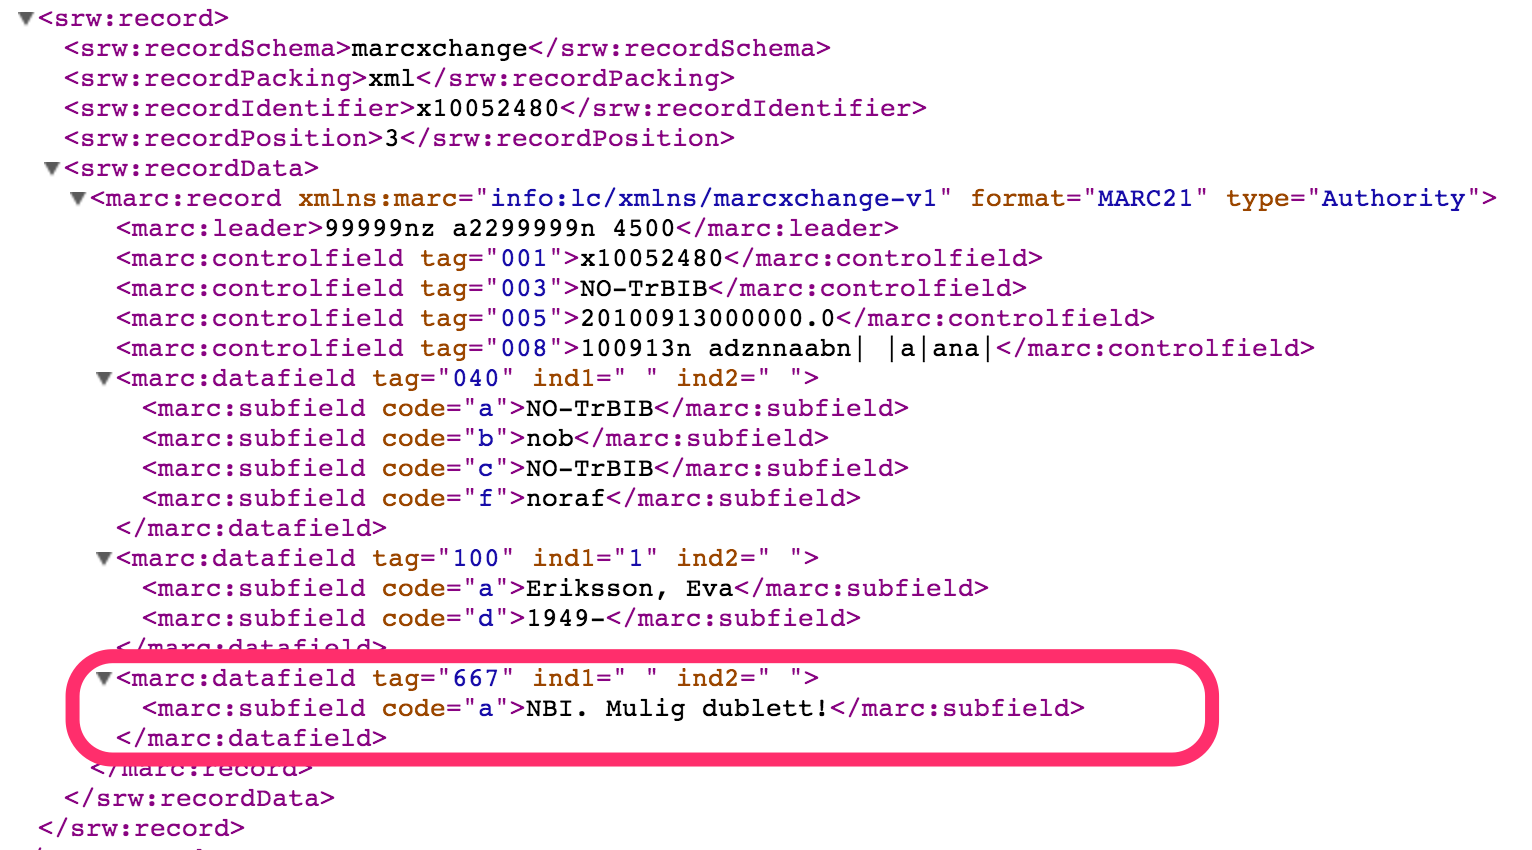 ▼<srw:record>
<srw:recordSchema>marcxchange</srw:recordSchema>
<srw:recordPacking>xml</srw:recordPacking>
<srw:recordIdentifier>x10052480</srw:recordIdentifier>
<srw:recordPosition>3</srw:recordPosition>
▼<srw:recordData>
▼<marc:record xmlns:marc="info:lc/xmlns/marcxchange-v1" format="MARC21" type="Authority">
<marc:leader>99999nz a2299999n 4500</marc:leader>
<marc:controlfield tag="001">x10052480</marc:controlfield>
<marc:controlfield tag="003">NO-TrBIB</marc:controlfield>
<marc:controlfield tag="005">20100913000000.0</marc:controlfield>
<marc:controlfield tag="008">100913n adznnaabn| |a|ana|</marc:controlfield>
▼<marc:datafield tag="040" ind1=" " ind2=" ">
<marc:subfield code="a">NO-TrBIB</marc:subfield>
<marc:subfield code="b">nob</marc:subfield>
<marc:subfield code="c">NO-TrBIB</marc:subfield>
<marc:subfield code="f">noraf</marc:subfield>
</marc:datafield>
▼<marc:datafield tag="100" ind1="1" ind2=" ">
<marc:subfield code="a">Eriksson, Eva</marc:subfield>
<marc:subfield code="d">1949-</marc:subfield>
</marc:datafield>
▼<marc:datafield tag="667" ind1=" " ind2=" ">
<marc:subfield code="a">NBI. Mulig dublett!</marc:subfield>
</marc:datafield>
</marc:record>
</srw:recordData>
</srw:record>